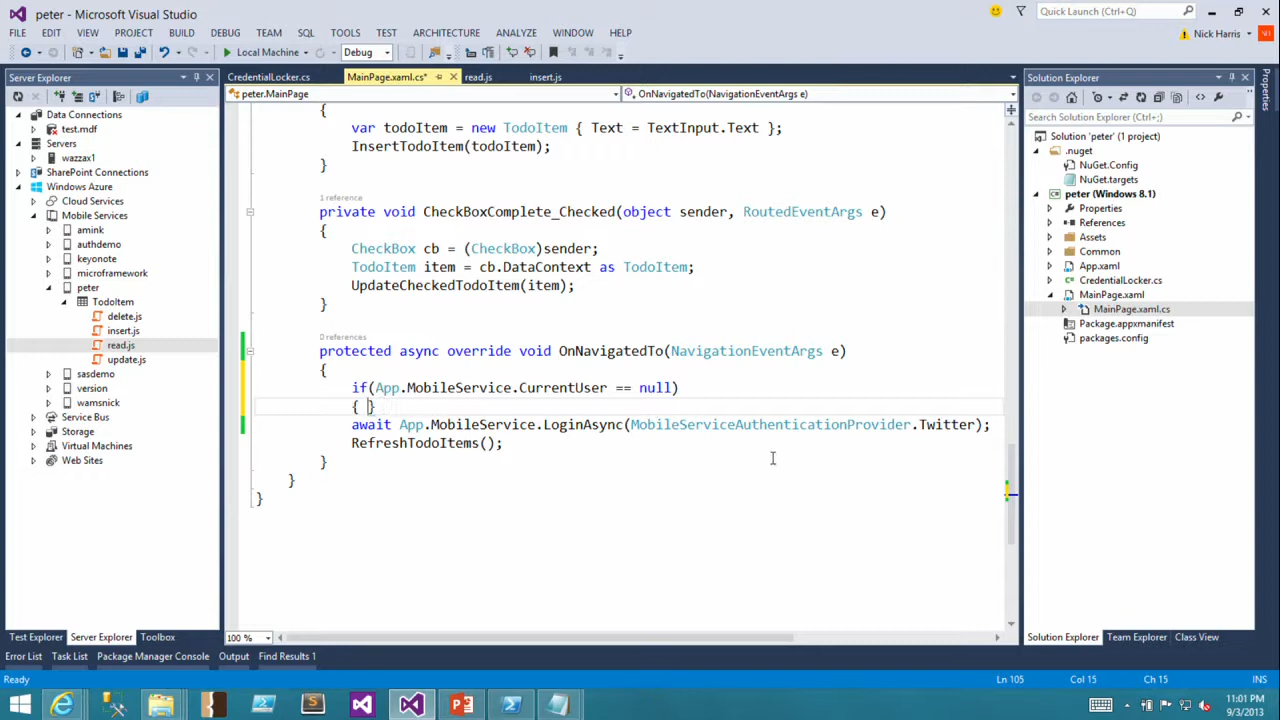 peter - Microsoft Visual Studio
Quick Launch (Ctrl+Q)
FILE EDIT VIEW PROJECT BUILD DEBUG TEAM SQL TOOLS TEST ARCHITECTURE ANALYZE WINDOW HELP
Nick Harris
NH
Local Machine
Debug
Server Explorer
CredentialLocker.cs
MainPage.xaml.cs*
read.js
insert.js
Solution Explorer
Properties
peter.MainPage
OnNavigatedTo(NavigationEventArgs e)
Data Connections
test.mdf
Servers
wazzax1
SharePoint Connections
Windows Azure
Cloud Services
Mobile Services
amink
authdemo
keyonote
microframework
peter
TodoItem
delete.js
insert.js
read.js
update.js
sasdemo
version
wamsnick
Service Bus
Storage
Virtual Machines
Web Sites
{
var todoItem = new TodoItem { Text = TextInput.Text };
InsertTodoItem(todoItem);
}
1 reference
private void CheckBoxComplete_Checked(object sender, RoutedEventArgs e)
{
CheckBox cb = (CheckBox)sender;
TodoItem item = cb.DataContext as TodoItem;
UpdateCheckedTodoItem(item);
}
0 references
protected async override void OnNavigatedTo(NavigationEventArgs e)
{
if(App.MobileService.CurrentUser == null)
{ }
await App.MobileService.LoginAsync(MobileServiceAuthenticationProvider.Twitter);
RefreshTodoItems();
}
}
}
Search Solution Explorer (Ctrl+;)
Solution 'peter' (1 project)
.nuget
NuGet.Config
NuGet.targets
peter (Windows 8.1)
Properties
References
Assets
Common
App.xaml
CredentialLocker.cs
MainPage.xaml
MainPage.xaml.cs
Package.appxmanifest
packages.config
100 %
Test Explorer
Server Explorer
Toolbox
Solution Explorer
Team Explorer
Class View
Error List
Task List
Package Manager Console
Output
Find Results 1
Ready
Ln 105
Col 15
Ch 15
INS
11:01 PM
9/3/2013